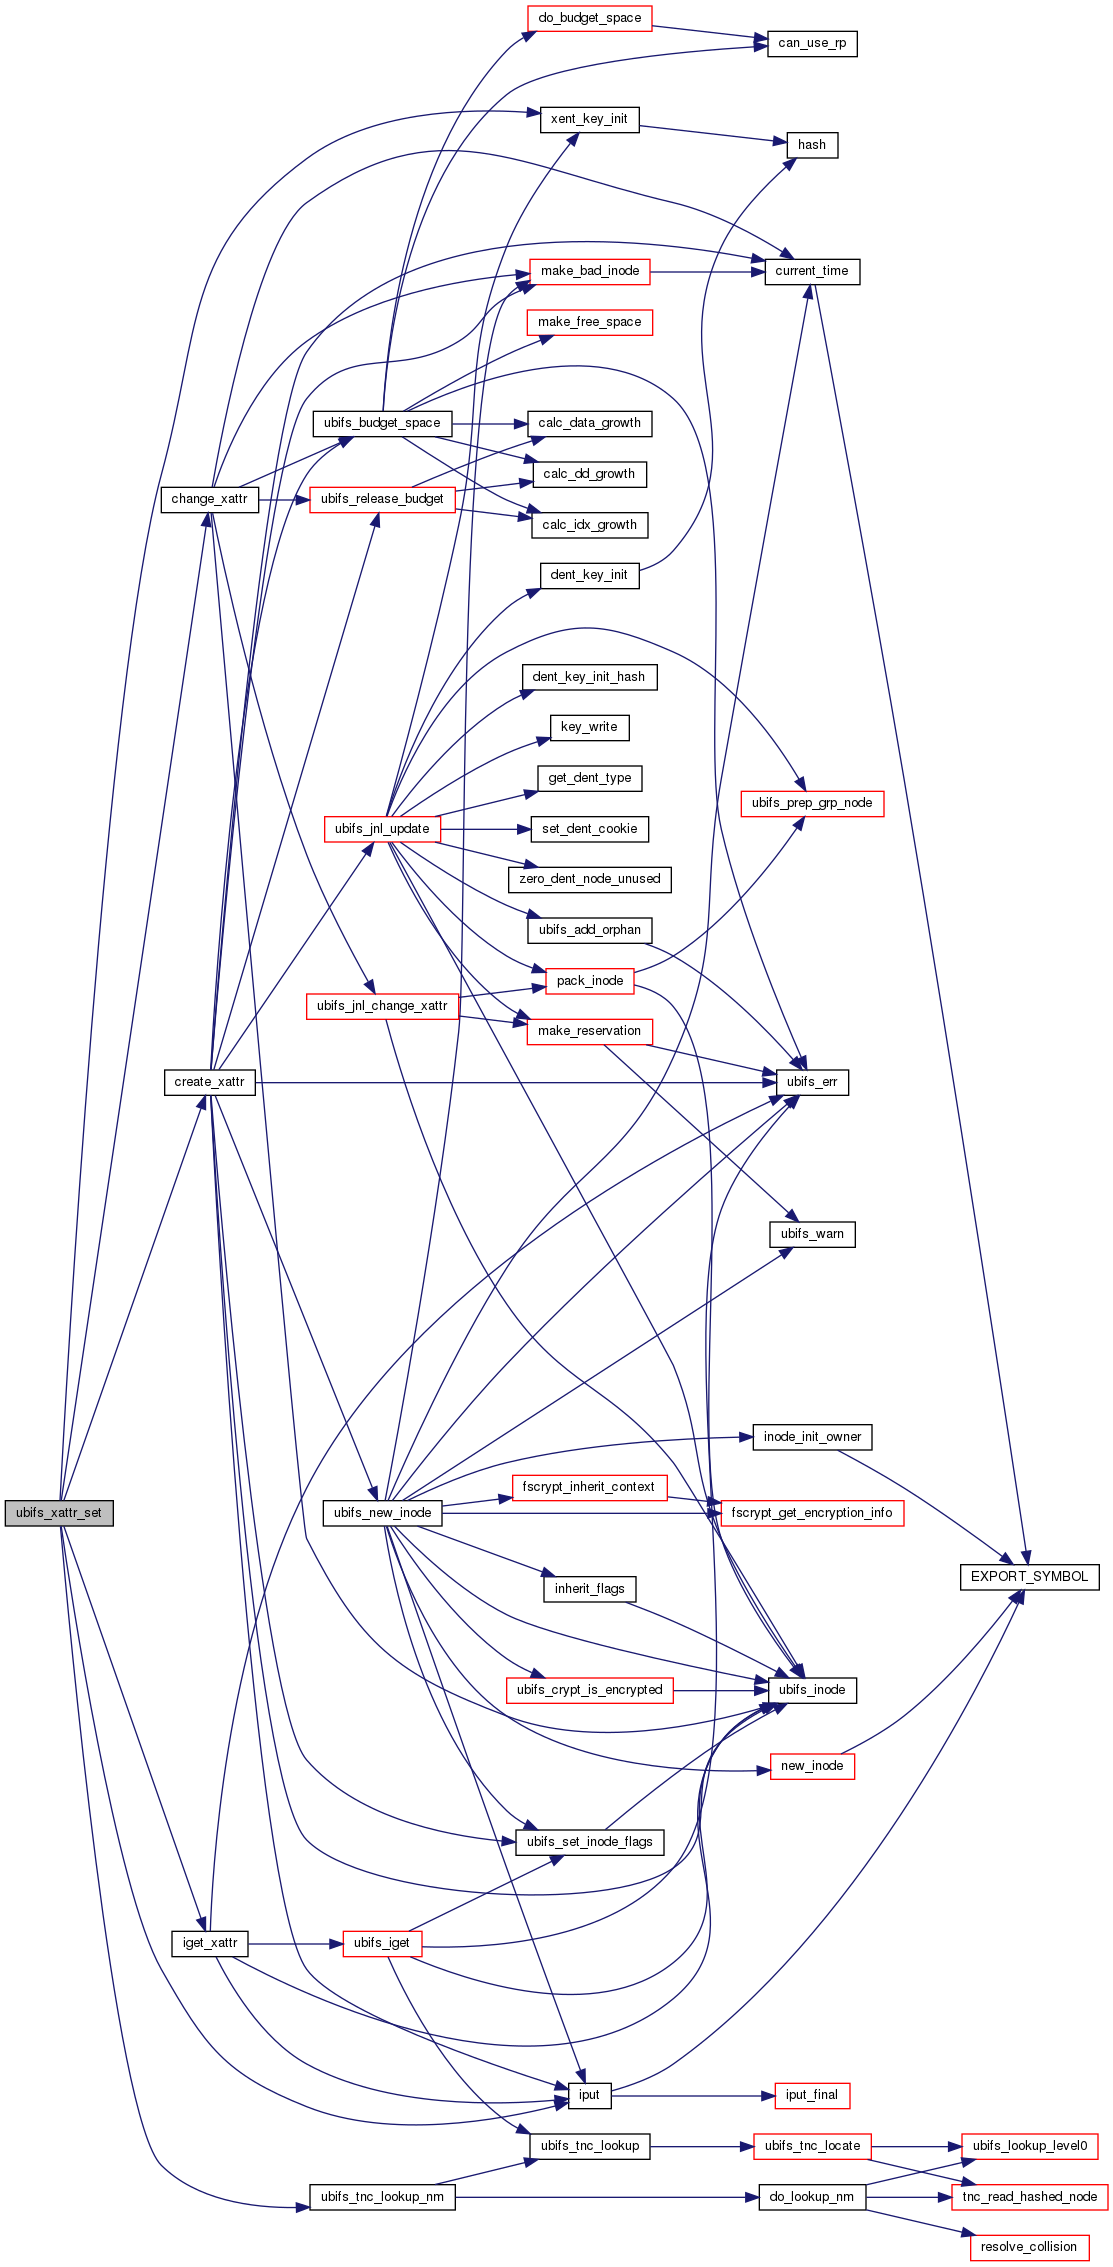 do_budget_space
can_use_rp
xent_key_init
hash
current_time
make_bad_inode
make_free_space
ubifs_budget_space
calc_data_growth
calc_dd_growth
change_xattr
ubifs_release_budget
calc_idx_growth
dent_key_init
dent_key_init_hash
key_write
get_dent_type
ubifs_prep_grp_node
ubifs_jnl_update
set_dent_cookie
zero_dent_node_unused
ubifs_add_orphan
pack_inode
ubifs_jnl_change_xattr
make_reservation
create_xattr
ubifs_err
ubifs_warn
inode_init_owner
fscrypt_inherit_context
ubifs_xattr_set
ubifs_new_inode
fscrypt_get_encryption_info
EXPORT_SYMBOL
inherit_flags
ubifs_crypt_is_encrypted
ubifs_inode
new_inode
ubifs_set_inode_flags
iget_xattr
ubifs_iget
iput
iput_final
ubifs_tnc_lookup
ubifs_tnc_locate
ubifs_lookup_level0
ubifs_tnc_lookup_nm
do_lookup_nm
tnc_read_hashed_node
resolve_collision